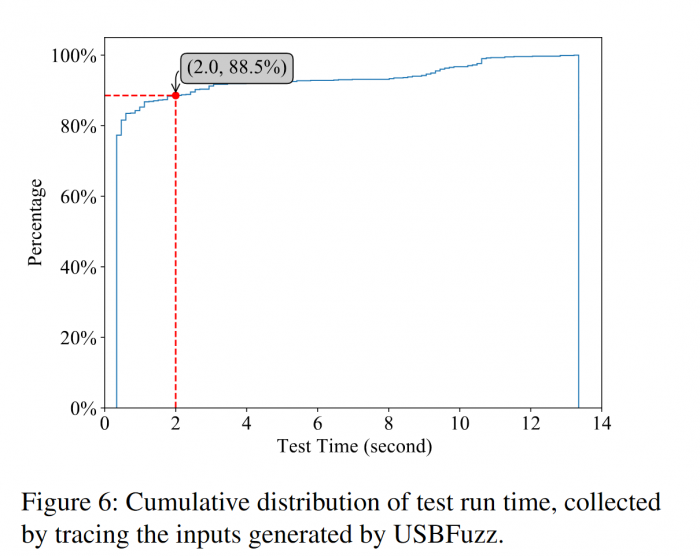 100%
(2.0, 88.5%)
80%
60%
Percentage
40%
20%
0%
0 2 4 6 8 10 12 14
Test Time (second)
Figure 6: Cumulative distribution of test run time, collected
by tracing the inputs generated by USBFuzz.